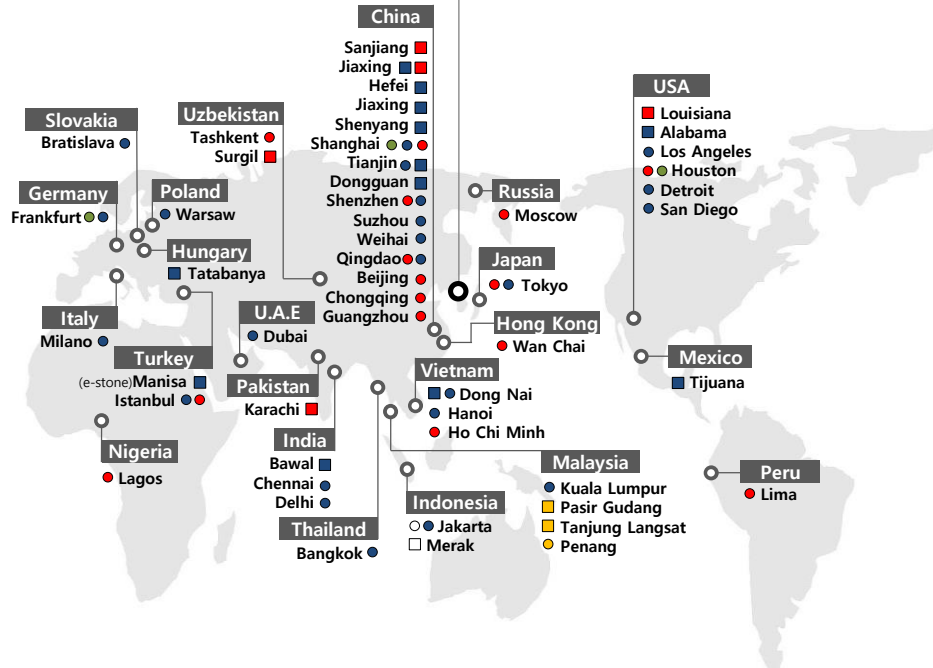 China
Sanjiang
Jiaxing
Hefei
Jiaxing
Shenyang
Shanghai
Tianjin
Dongguan
Shenzhen
Suzhou
Weihai
Qingdao
Beijing
Chongqing
Guangzhou
USA
Louisiana
Alabama
Los Angeles
Houston
Detroit
San Diego
Slovakia
Bratislava
Uzbekistan
Tashkent
Surgil
Germany
Frankfurt
Poland
Warsaw
Hungary
Tatabanya
Russia
Moscow
Japan
Tokyo
Italy
Milano
U.A.E
Dubai
Hong Kong
Wan Chai
Turkey
(e-stone)Manisa
Istanbul
Pakistan
Karachi
Vietnam
Dong Nai
Hanoi
Ho Chi Minh
Mexico
Tijuana
Nigeria
Lagos
India
Bawal
Chennai
Delhi
Malaysia
Kuala Lumpur
Pasir Gudang
Tanjung Langsat
Penang
Peru
Lima
Indonesia
Jakarta
Merak
Thailand
Bangkok